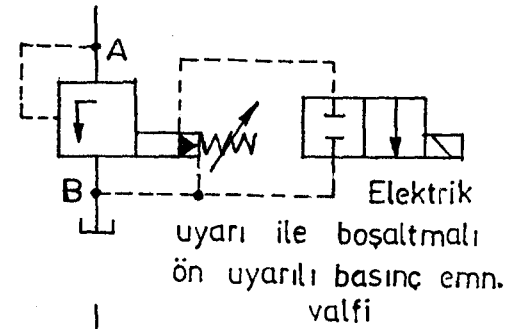 A
B
Elektrik
uyarı ile boşaltmalı
ön uyarılı basınç emn.
valfi